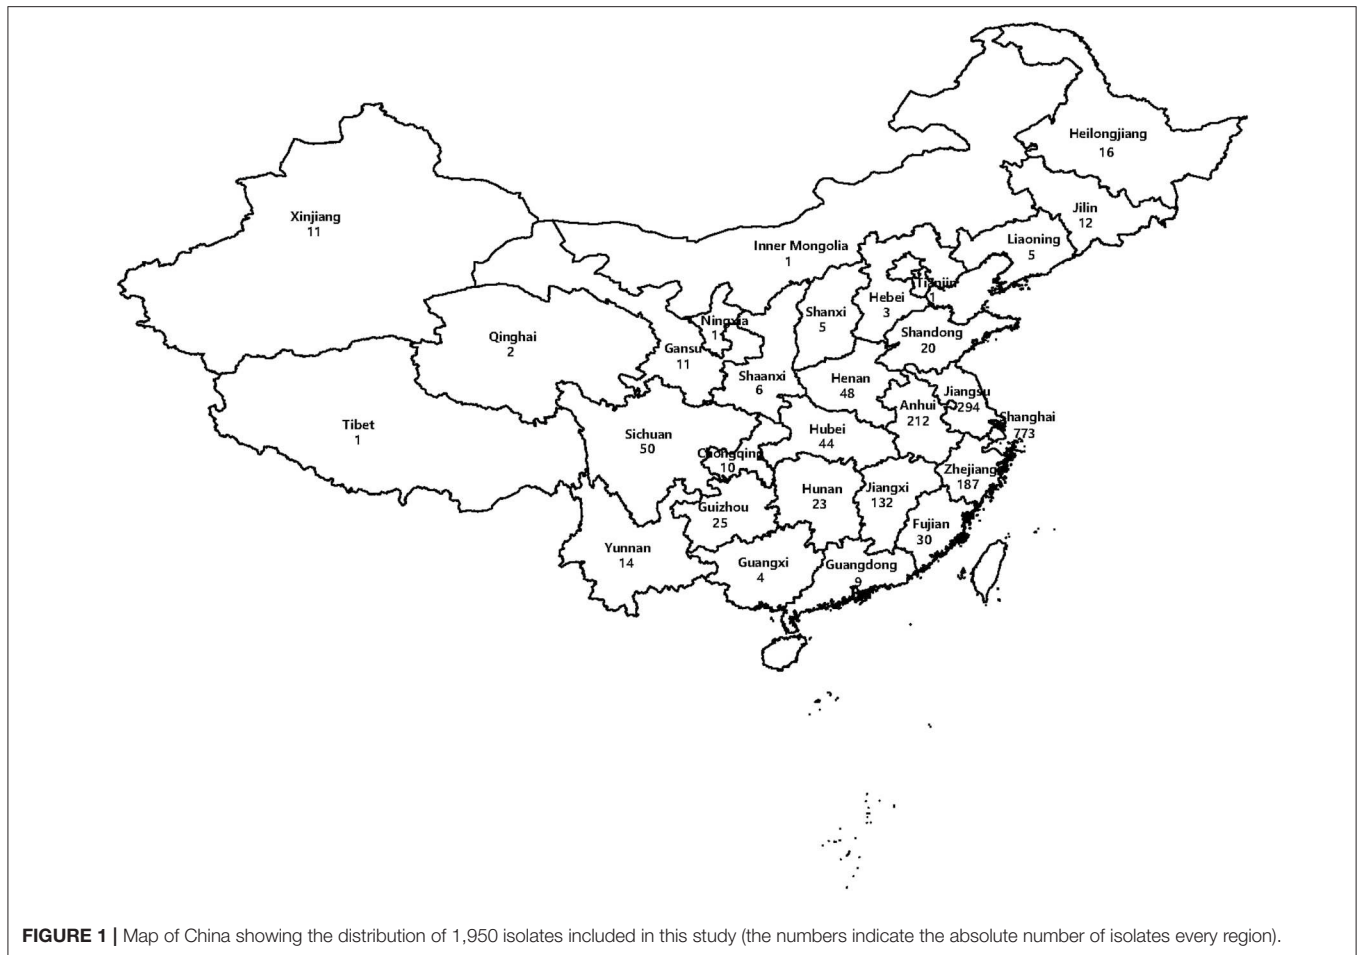 Heilongjiang
16
Jilin
12
Xinjiang
11
Liaoning
5
Inner Mongolia
1
Tianjin
1
Hebei
3
Shanxi
5
Ningxia
1
Shandong
20
Qinghai
2
Gansu
11
Shaanxi
6
Henan
48
Jiangsu
294
Anhui
212
Shanghai
773
Tibet
1
Sichuan
50
Hubei
44
Chongqing
10
Zhejiang
187
Hunan
23
Jiangxi
132
Guizhou
25
Fujian
30
Yunnan
14
Guangxi
4
Guangdong
9
FIGURE 1 | Map of China showing the distribution of 1,950 isolates included in this study (the numbers indicate the absolute number of isolates every region).